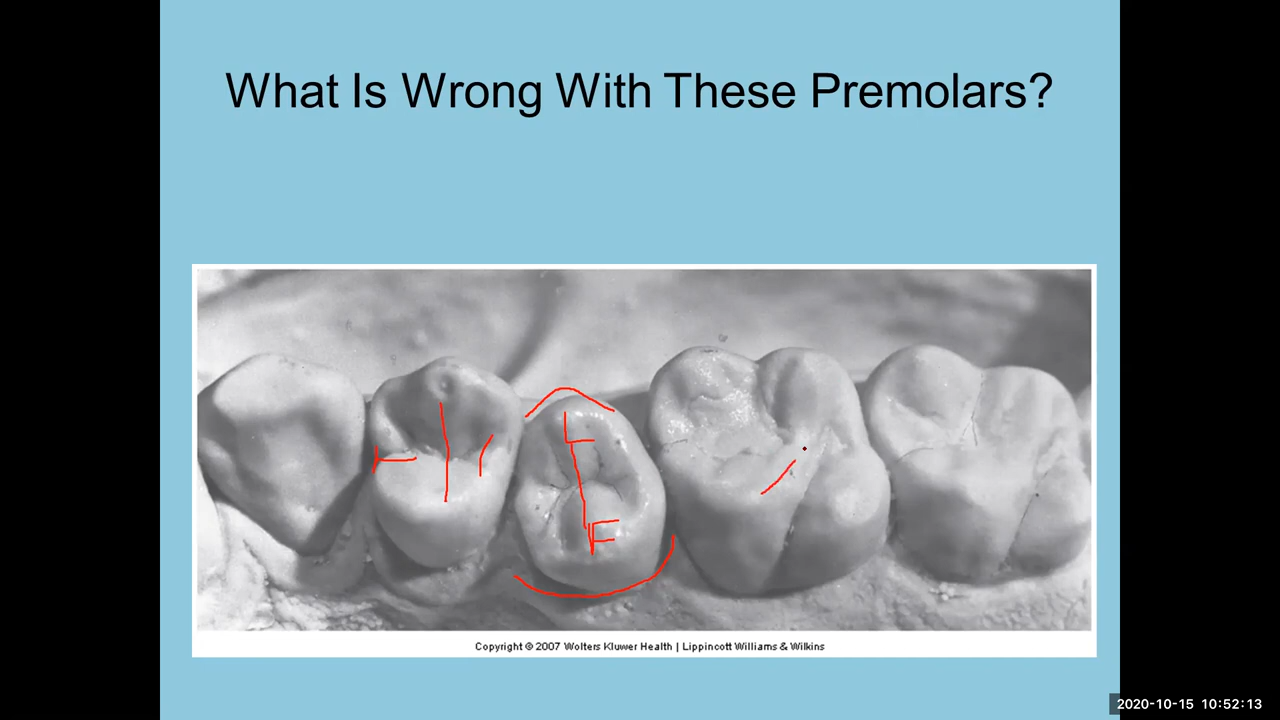 What Is Wrong With These Premolars?
L
F
Copyright © 2007 Wolters Kluwer Health | Lippincott Williams & Wilkins
2020-10-15 10:52:13